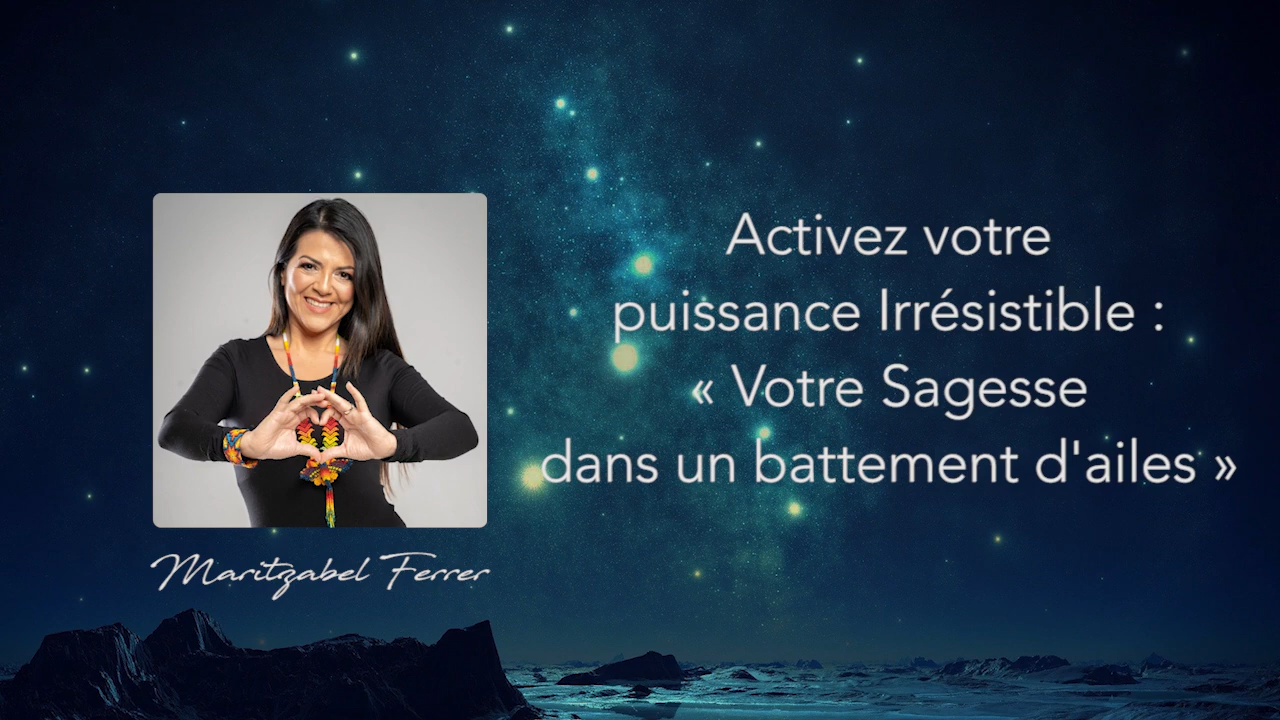 Activez votre
puissance Irrésistible :
« Votre Sagesse
dans un battement d'ailes »
Maritzabel Ferrer